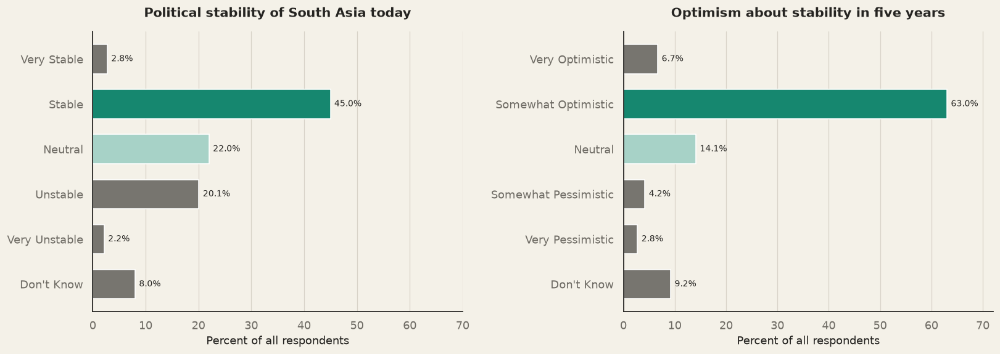 Political stability of South Asia today
Very Stable
2.8%
Stable
45.0%
Neutral
22.0%
Unstable
20.1%
Very Unstable
2.2%
Don't Know
8.0%
0 10 20 30 40 50 60 70
Percent of all respondents
Optimism about stability in five years
Very Optimistic
6.7%
Somewhat Optimistic
63.0%
Neutral
14.1%
Somewhat Pessimistic
4.2%
Very Pessimistic
2.8%
Don't Know
9.2%
0 10 20 30 40 50 60 70
Percent of all respondents